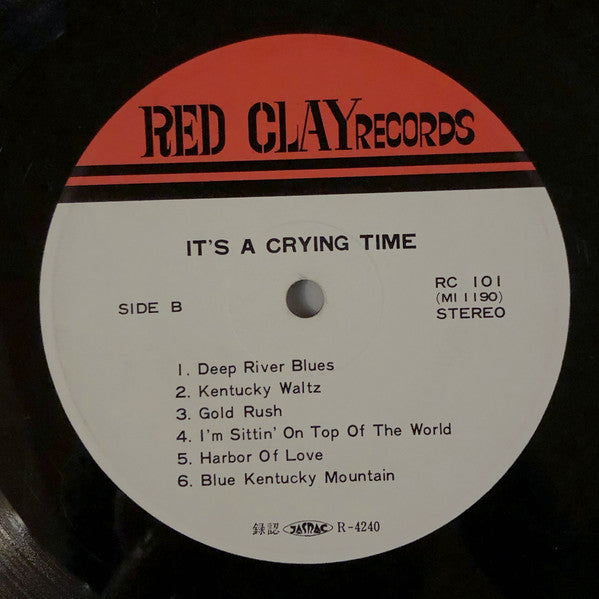 RED CLAY RECORDS
IT'S A CRYING TIME
SIDE B
RC 101
(MI 1190)
STEREO
1. Deep River Blues
2. Kentucky Waltz
3. Gold Rush
4. I'm Sittin' On Top Of The World
5. Harbor Of Love
6. Blue Kentucky Mountain
録認 JASRAC R-4240